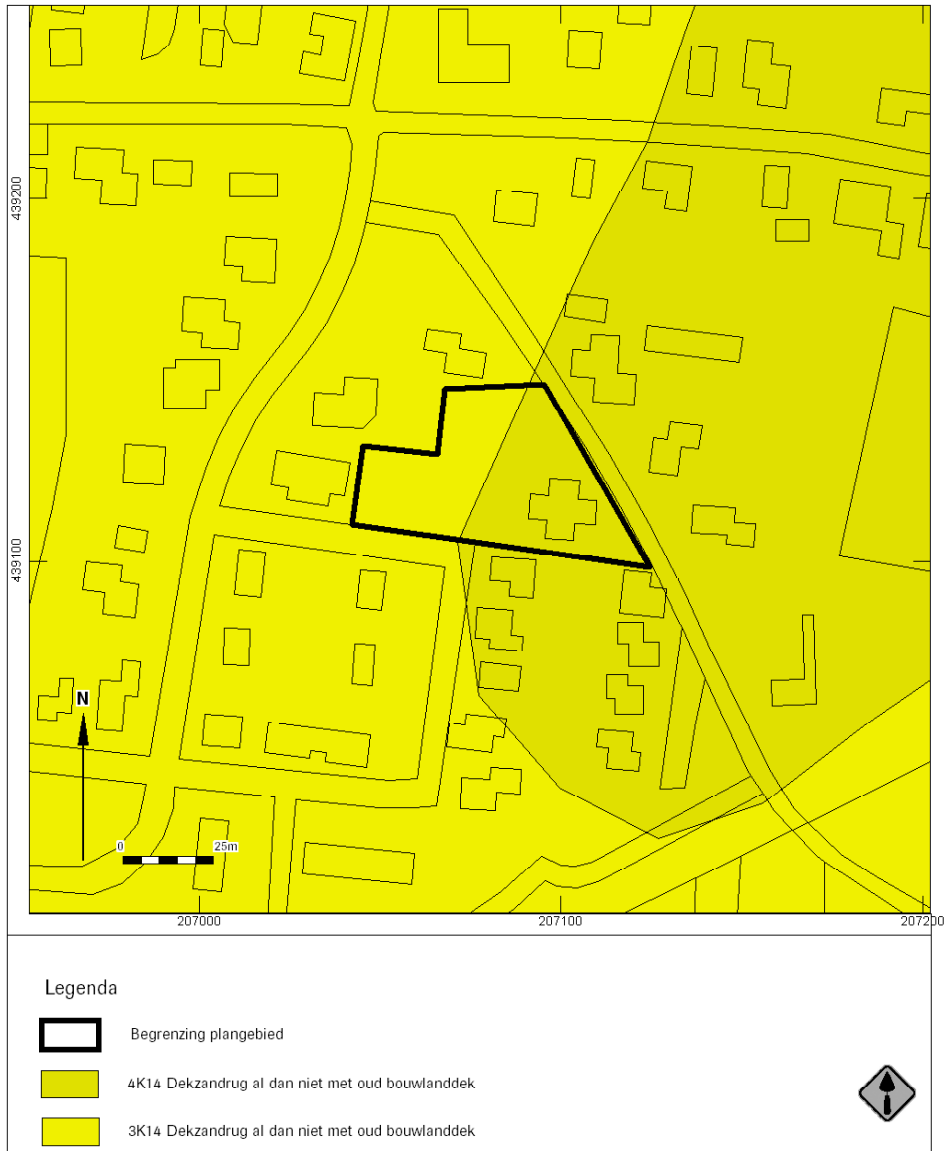 439200
439100
N
0
25m
207000
207100
207200
Legenda
Begrenzing plangebied
4K14 Dekzandrug al dan niet met oud bouwlanddek
3K14 Dekzandrug al dan niet met oud bouwlanddek